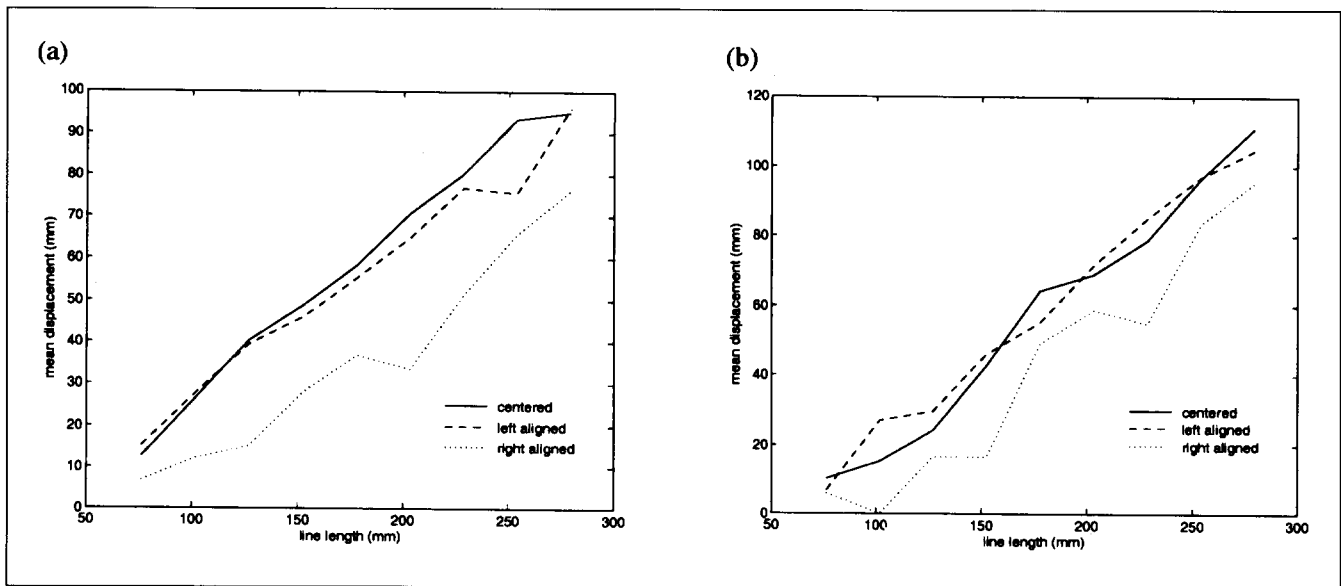 (a)
100
90
80
70
60
50
40
30
20
10
0
mean displacement (mm)
50
100
150
200
250
300
line length (mm)
centered
left aligned
right aligned
(b)
120
100
80
60
40
20
0
mean displacement (mm)
50
100
150
200
250
300
line length (mm)
centered
left aligned
right aligned